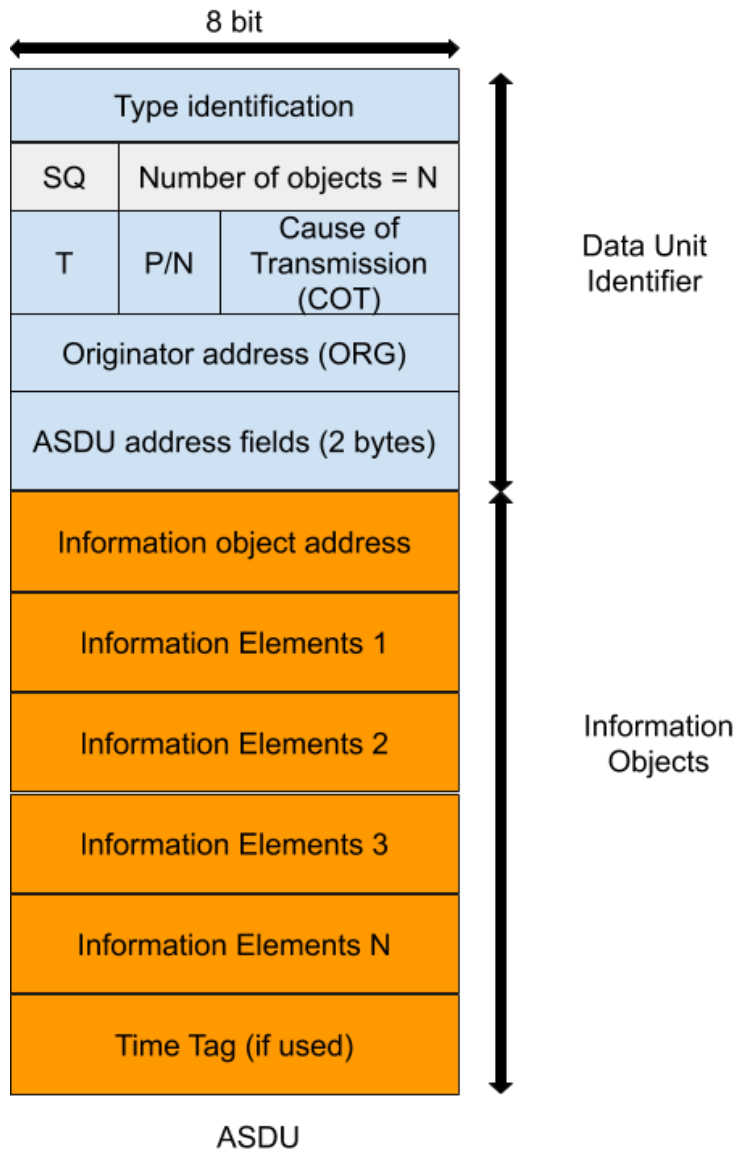 8 bit
Type identification
SQ
Number of objects = N
T
P/N
Cause of
Transmission
(COT)
Originator address (ORG)
ASDU address fields (2 bytes)
Data Unit
Identifier
Information object address
Information Elements 1
Information Elements 2
Information Elements 3
Information Elements N
Time Tag (if used)
Information
Objects
ASDU